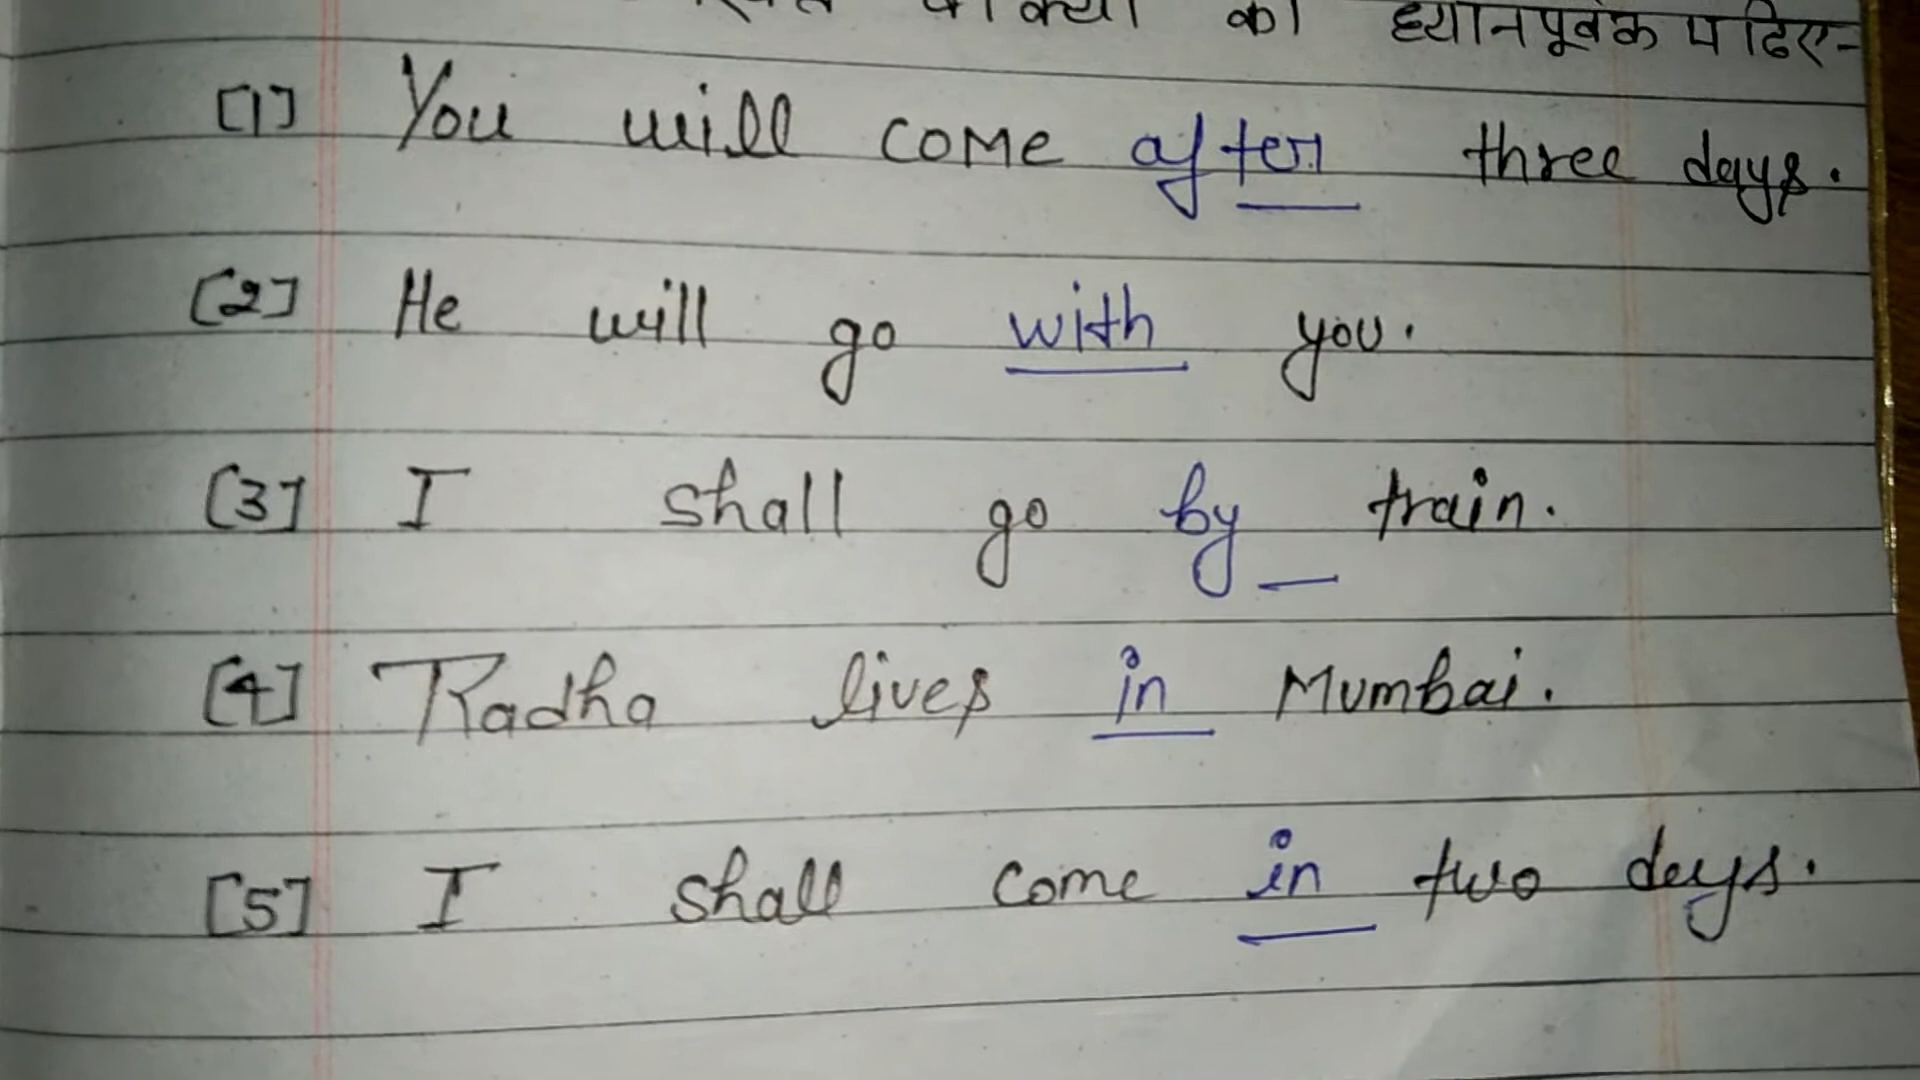 वाक्यों को ध्यानपूर्वक पढिए-
[1] You will come after three days.
[2] He will go with you.
[3] I shall go by train.
[4] Radha lives in Mumbai.
[5] I shall come in two days.